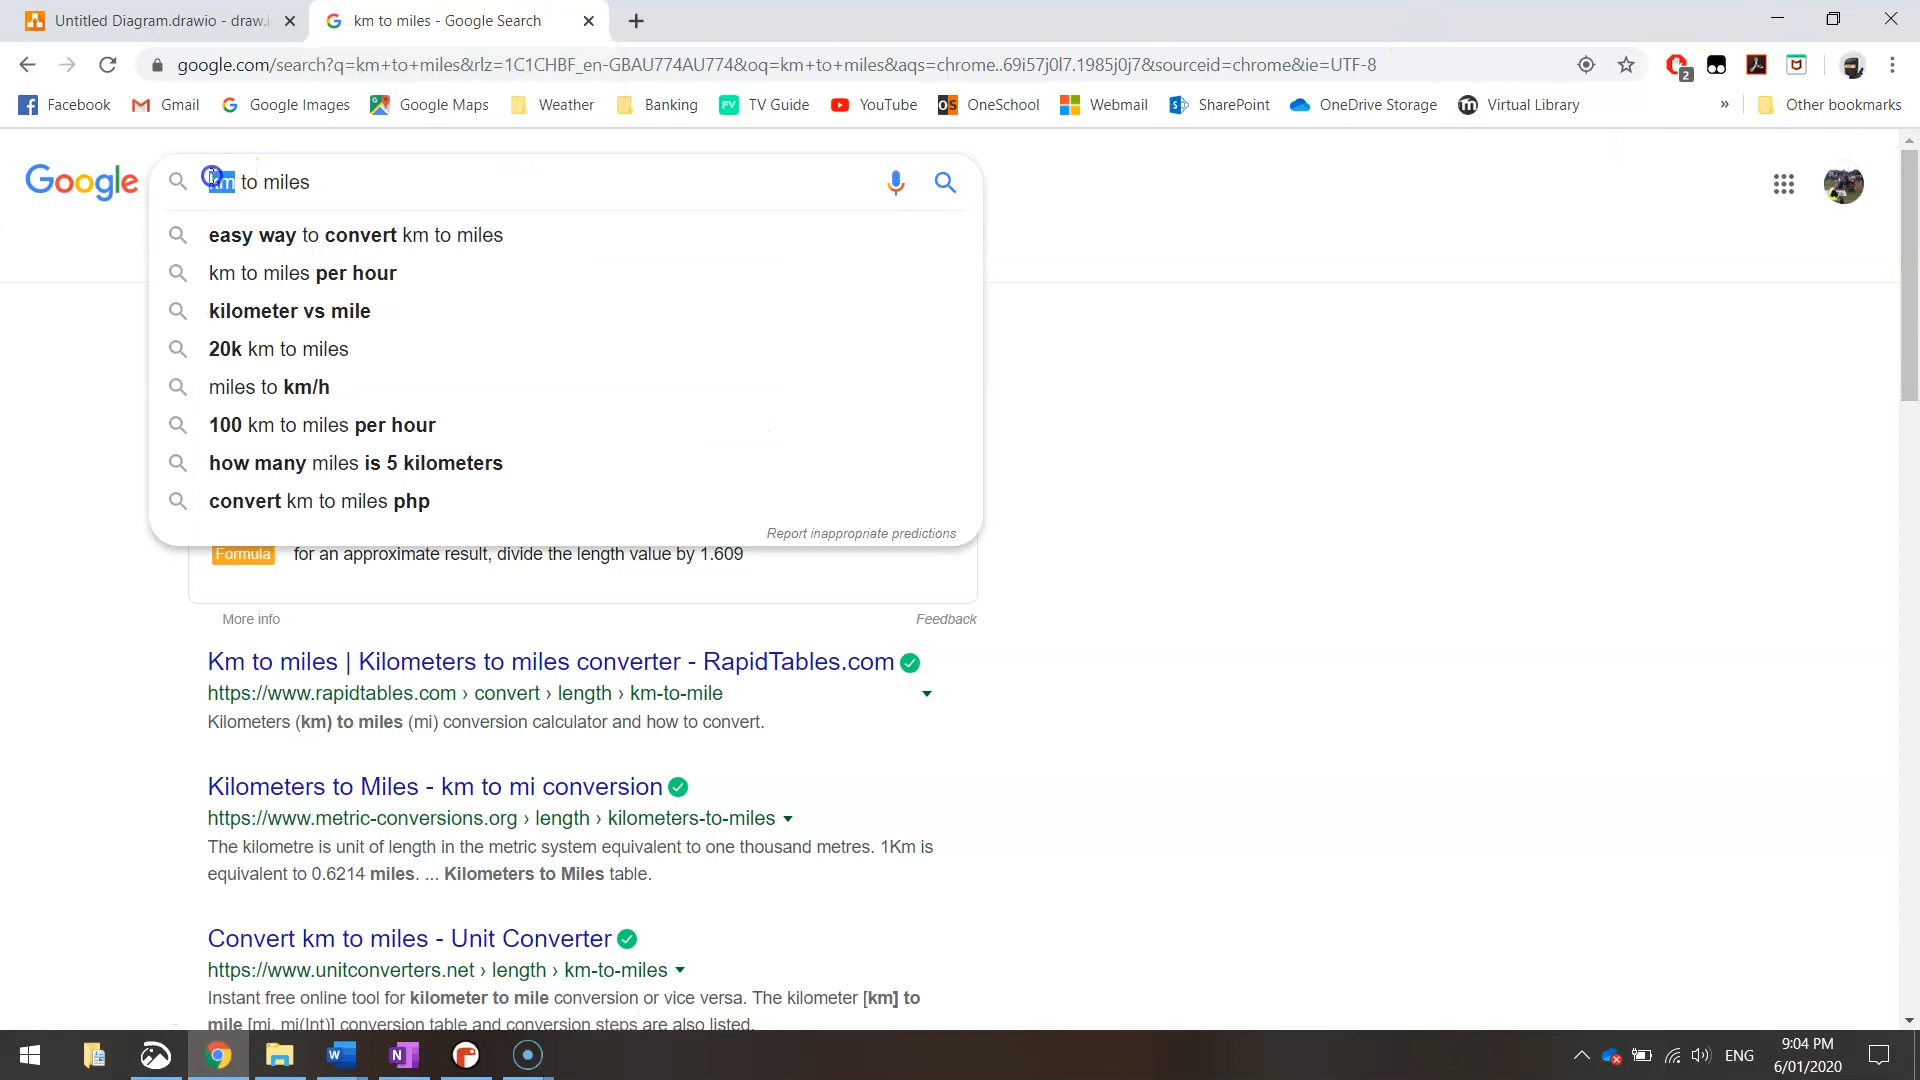 Untitled Diagram.drawio - draw.i
km to miles - Google Search
google.com/search?q=km+to+miles&rlz=1C1CHBF_en-GBAU774AU774&oq=km+to+miles&aqs=chrome..69i57j0l7.1985j0j7&sourceid=chrome&ie=UTF-8
2
Facebook Gmail Google Images Google Maps Weather Banking TV Guide YouTube OneSchool Webmail SharePoint OneDrive Storage Virtual Library » Other bookmarks
Google
km to miles
easy way to convert km to miles
km to miles per hour
kilometer vs mile
20k km to miles
miles to km/h
100 km to miles per hour
how many miles is 5 kilometers
convert km to miles php
Report inappropriate predictions
Formula for an approximate result, divide the length value by 1.609
More info Feedback
Km to miles | Kilometers to miles converter - RapidTables.com
https://www.rapidtables.com › convert › length › km-to-mile
Kilometers (km) to miles (mi) conversion calculator and how to convert.
Kilometers to Miles - km to mi conversion
https://www.metric-conversions.org › length › kilometers-to-miles
The kilometre is unit of length in the metric system equivalent to one thousand metres. 1Km is
equivalent to 0.6214 miles. ... Kilometers to Miles table.
Convert km to miles - Unit Converter
https://www.unitconverters.net › length › km-to-miles
Instant free online tool for kilometer to mile conversion or vice versa. The kilometer [km] to
mile [mi, mi(Int)] conversion table and conversion steps are also listed.
ENG
9:04 PM
6/01/2020